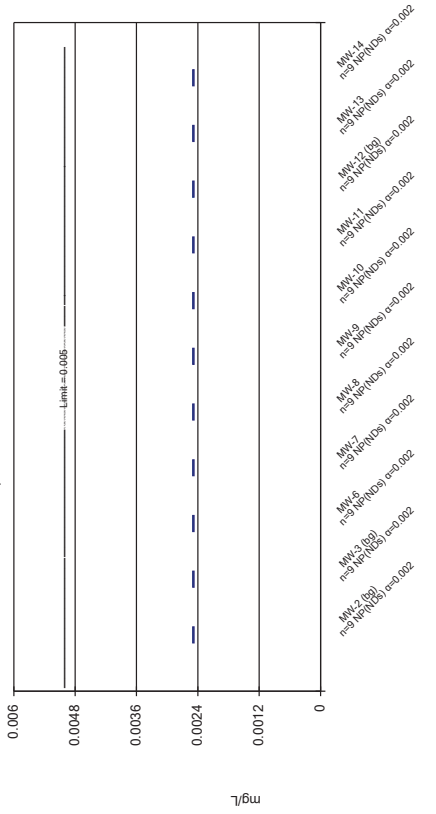 0.006
0.0048
0.0036
0.0024
0.0012
0
mg/L
Limit = 0.005
MW-2 (bg)
n=9 NP(NDs) α=0.002
MW-3 (bg)
n=9 NP(NDs) α=0.002
MW-6
n=9 NP(NDs) α=0.002
MW-7
n=9 NP(NDs) α=0.002
MW-8
n=9 NP(NDs) α=0.002
MW-9
n=9 NP(NDs) α=0.002
MW-10
n=9 NP(NDs) α=0.002
MW-11
n=9 NP(NDs) α=0.002
MW-12 (bg)
n=9 NP(NDs) α=0.002
MW-13
n=9 NP(NDs) α=0.002
MW-14
n=9 NP(NDs) α=0.002